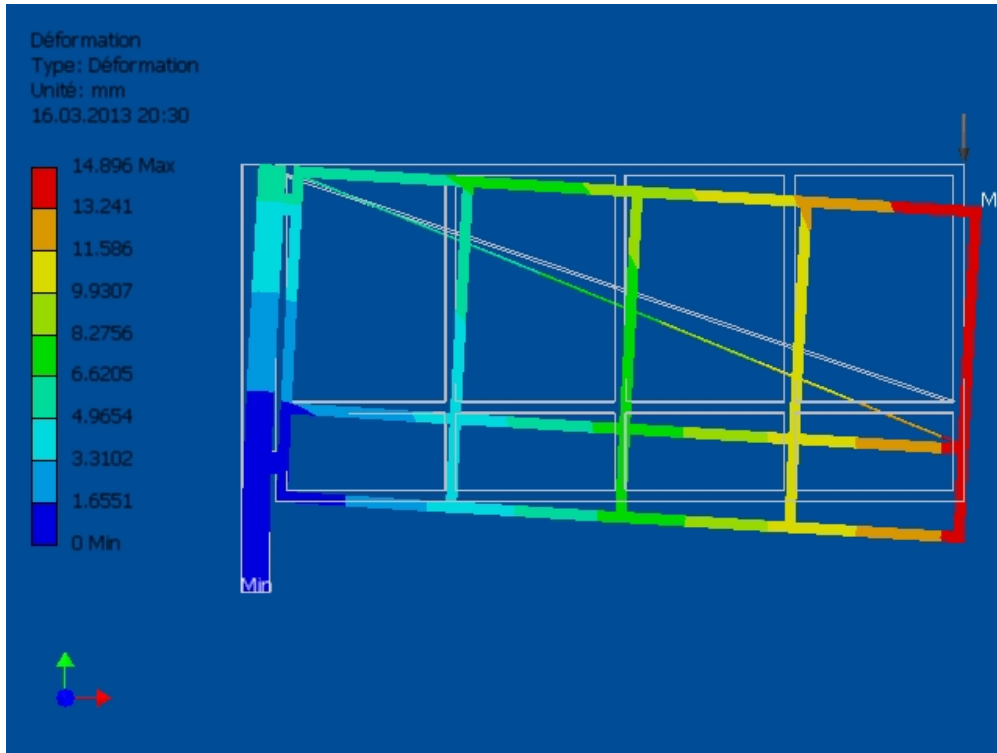 Déformation
Type: Déformation
Unité: mm
16.03.2013 20:30
14.896 Max
13.241
11.586
9.9307
8.2756
6.6205
4.9654
3.3102
1.6551
0 Min
M
Min